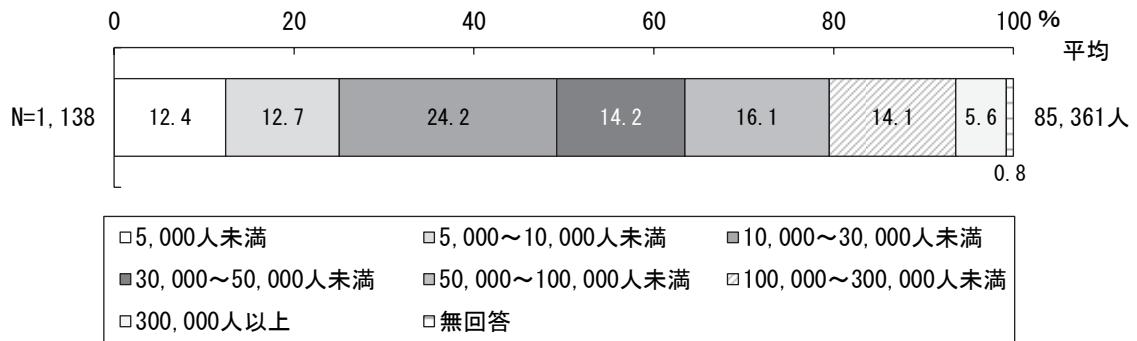 0 20 40 60 80 100 %
平均
N=1,138 12.4 12.7 24.2 14.2 16.1 14.1 5.6 85,361人
0.8
5,000人未満 5,000～10,000人未満 10,000～30,000人未満
30,000～50,000人未満 50,000～100,000人未満 100,000～300,000人未満
300,000人以上 無回答